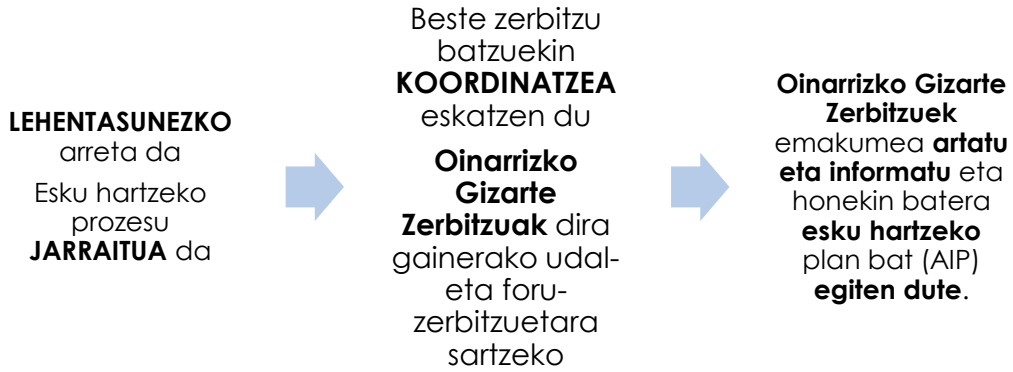 LEHENTASUNEZKO
arreta da
Esku hartzeko
prozesu
JARRAITUA da
Beste zerbitzu
batzuekin
KOORDINATZEA
eskatzen du
Oinarrizko
Gizarte
Zerbitzuak dira
gainerako udal-
eta foru-
zerbitzuetara
sartzeko
Oinarrizko Gizarte
Zerbitzuek
emakumea artatu
eta informatu eta
honekin batera
esku hartzeko
plan bat (AIP)
egiten dute.